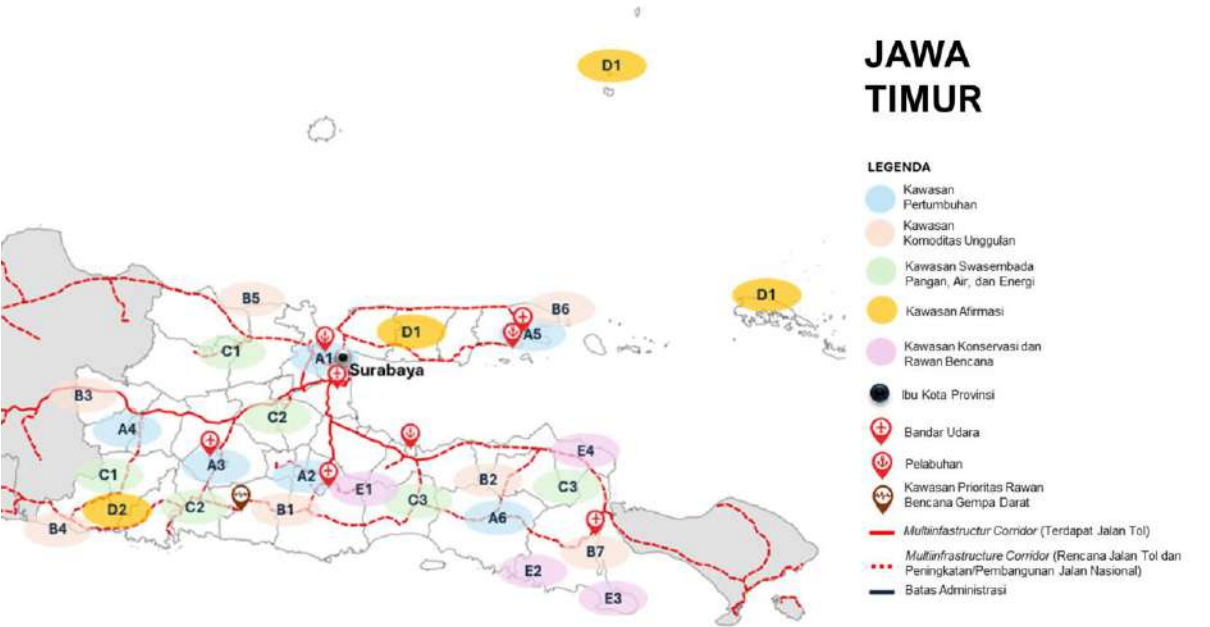 D1
JAWA
TIMUR
LEGENDA
Kawasan
Pertumbuhan
Kawasan
Komoditas Unggulan
Kawasan Swasembada
Pangan, Air, dan Energi
Kawasan Afirmasi
Kawasan Konservasi dan
Rawan Bencana
Ibu Kota Provinsi
Bandar Udara
Pelabuhan
Kawasan Prioritas Rawan
Bencana Gempa Darat
Multiinfastructur Corridor (Terdapat Jalan Tol)
Multiinfrastructure Corridor (Rencana Jalan Tol dan
Peningkatan/Pembangunan Jalan Nasional)
Batas Administrasi
D1
B5
B6
D1
A5
C1
A1
Surabaya
B3
C2
A4
E4
A3
C1
A2
B2
E1
C3
C3
D2
C2
B1
A6
B4
B7
E2
E3